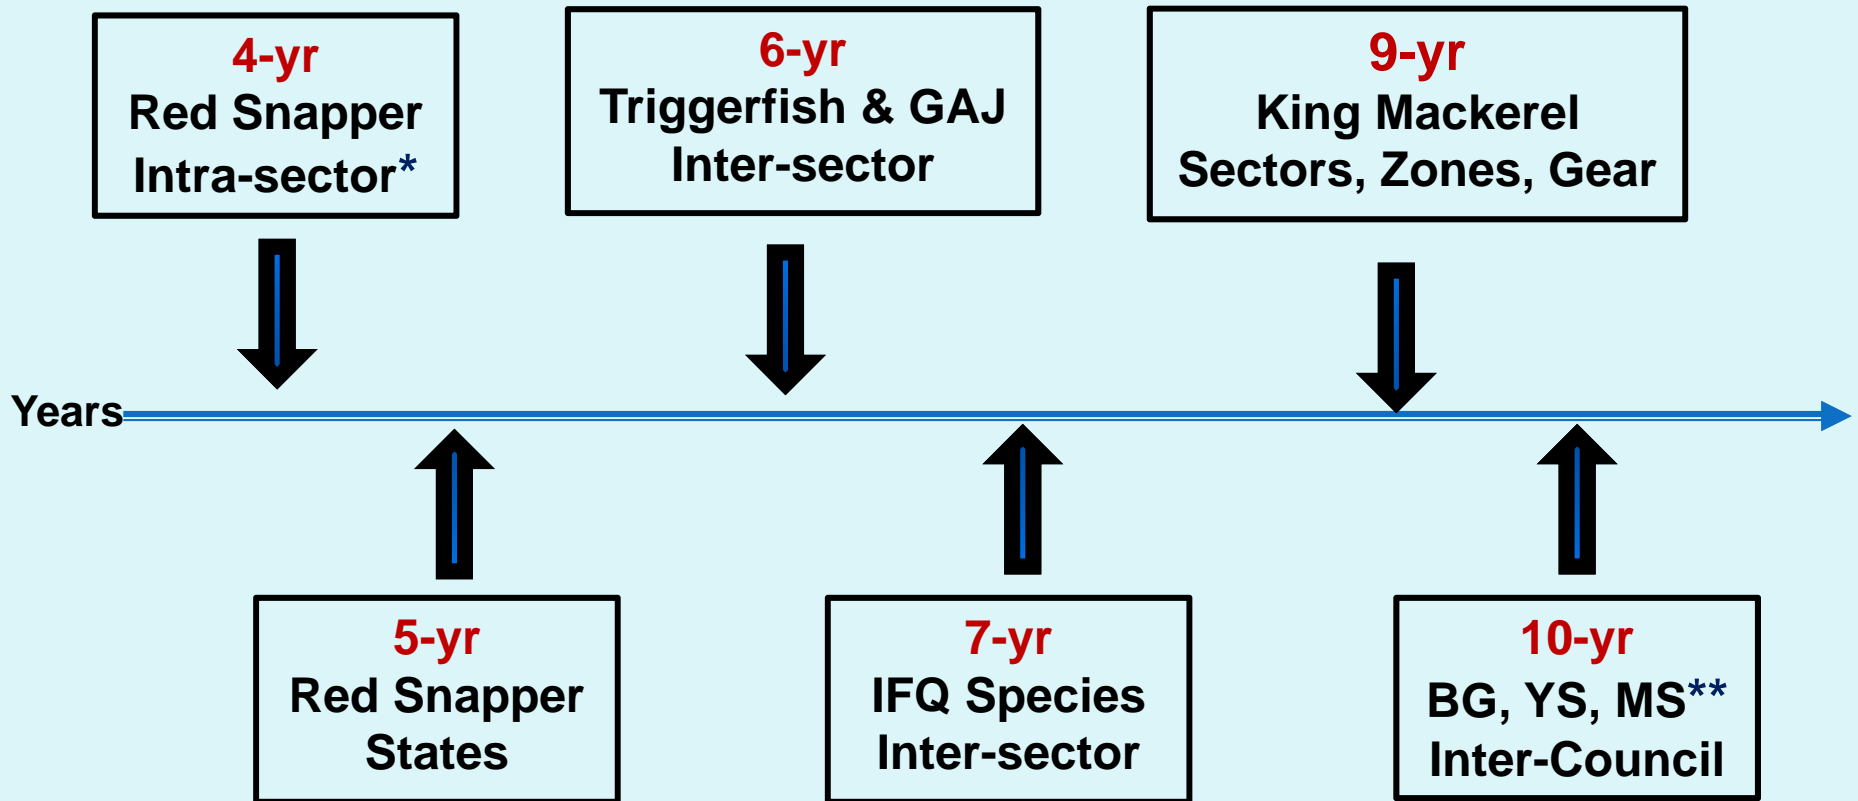 4-yr
Red Snapper
Intra-sector*
6-yr
Triggerfish & GAJ
Inter-sector
9-yr
King Mackerel
Sectors, Zones, Gear
Years
5-yr
Red Snapper
States
7-yr
IFQ Species
Inter-sector
10-yr
BG, YS, MS**
Inter-Council